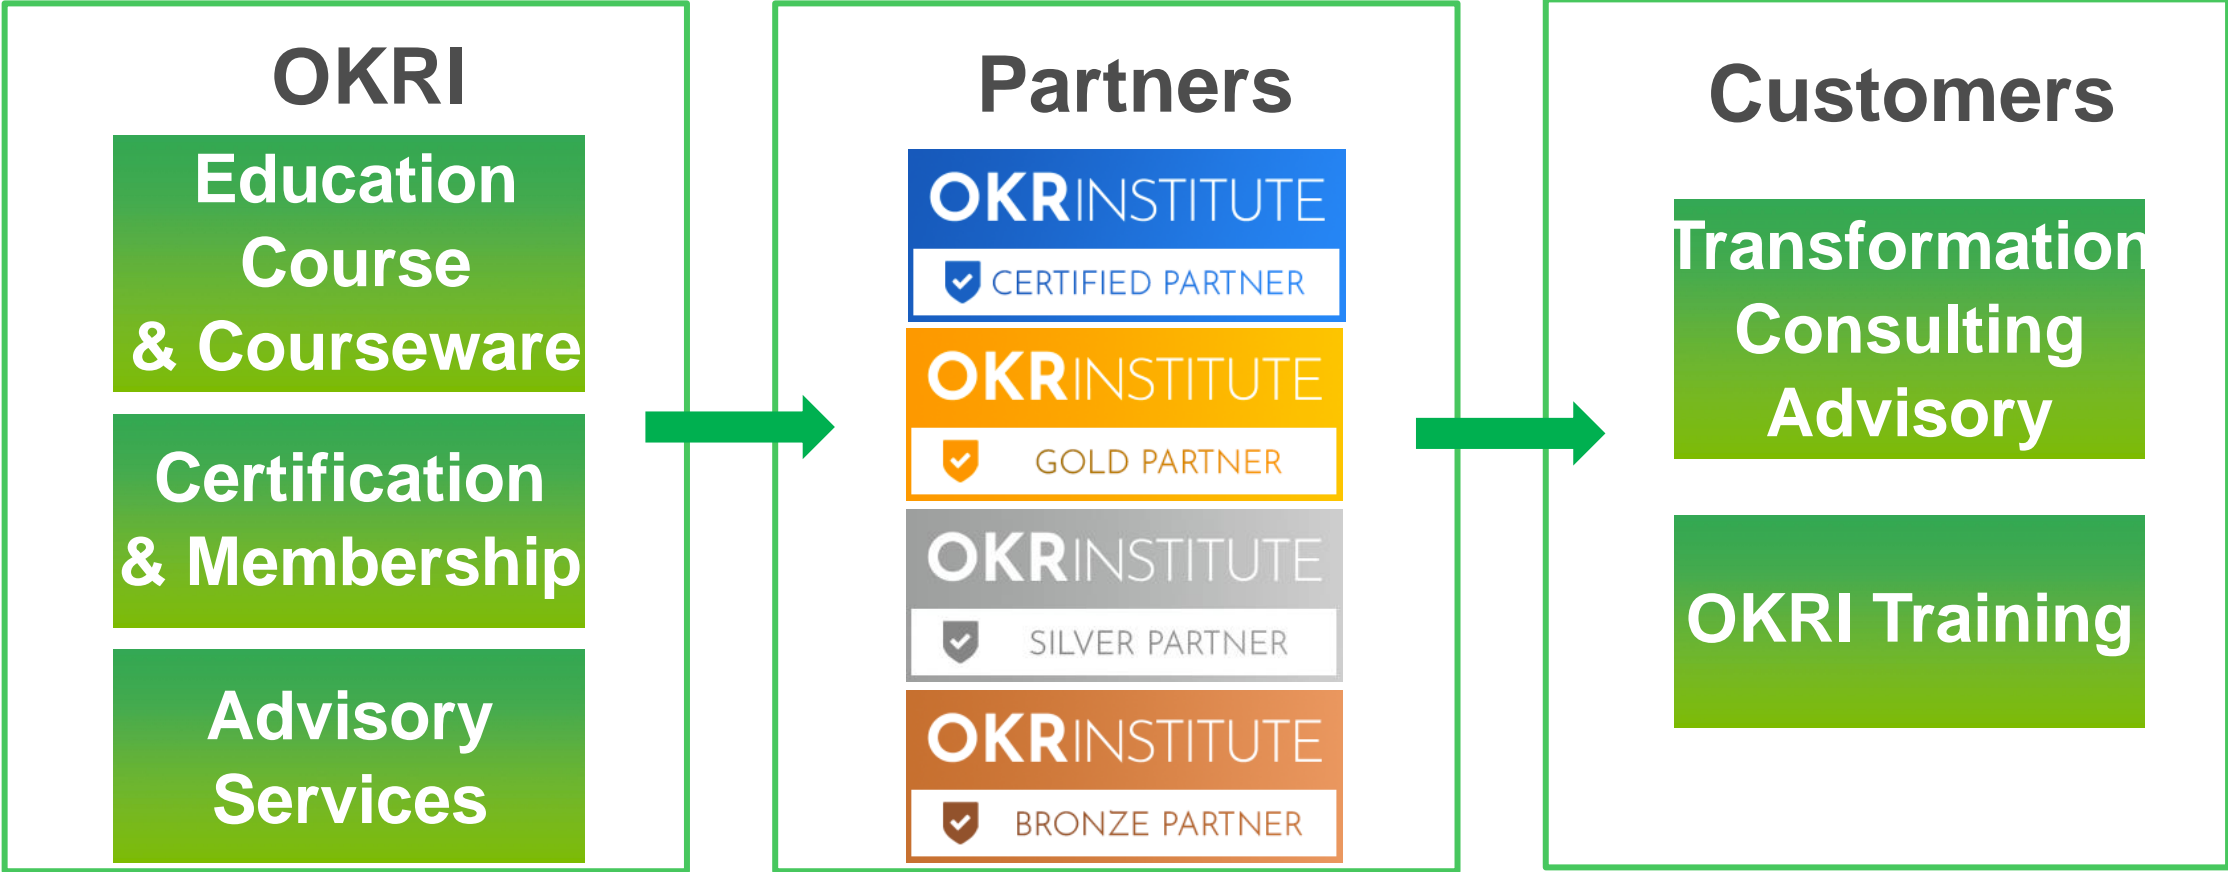 OKRI
Education
Course
& Courseware
Certification
& Membership
Advisory
Services
Partners
OKRINSTITUTE
CERTIFIED PARTNER
OKRINSTITUTE
GOLD PARTNER
OKRINSTITUTE
SILVER PARTNER
OKRINSTITUTE
BRONZE PARTNER
Customers
Transformation
Consulting
Advisory
OKRI Training